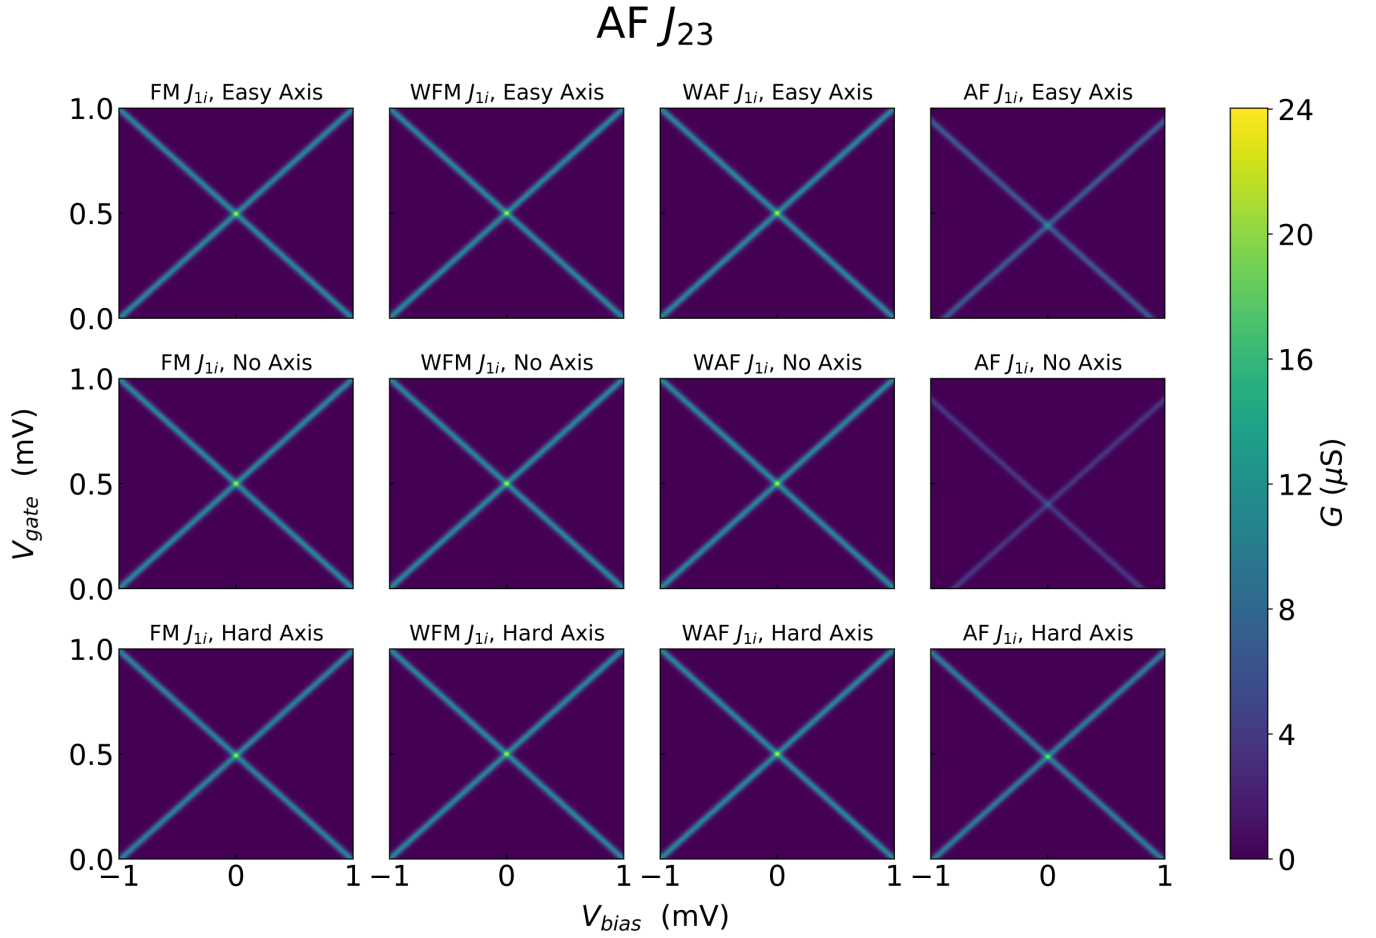 AF J₂₃
FM J₁ᵢ, Easy Axis
WFM J₁ᵢ, Easy Axis
WAF J₁ᵢ, Easy Axis
AF J₁ᵢ, Easy Axis
1.0
0.5
0.0
FM J₁ᵢ, No Axis
WFM J₁ᵢ, No Axis
WAF J₁ᵢ, No Axis
AF J₁ᵢ, No Axis
1.0
0.5
0.0
FM J₁ᵢ, Hard Axis
WFM J₁ᵢ, Hard Axis
WAF J₁ᵢ, Hard Axis
AF J₁ᵢ, Hard Axis
1.0
0.5
0.0
−1 0 1
−1 0 1
−1 0 1
−1 0 1
V_gate (mV)
V_bias (mV)
24
20
16
12
8
4
0
G (μS)